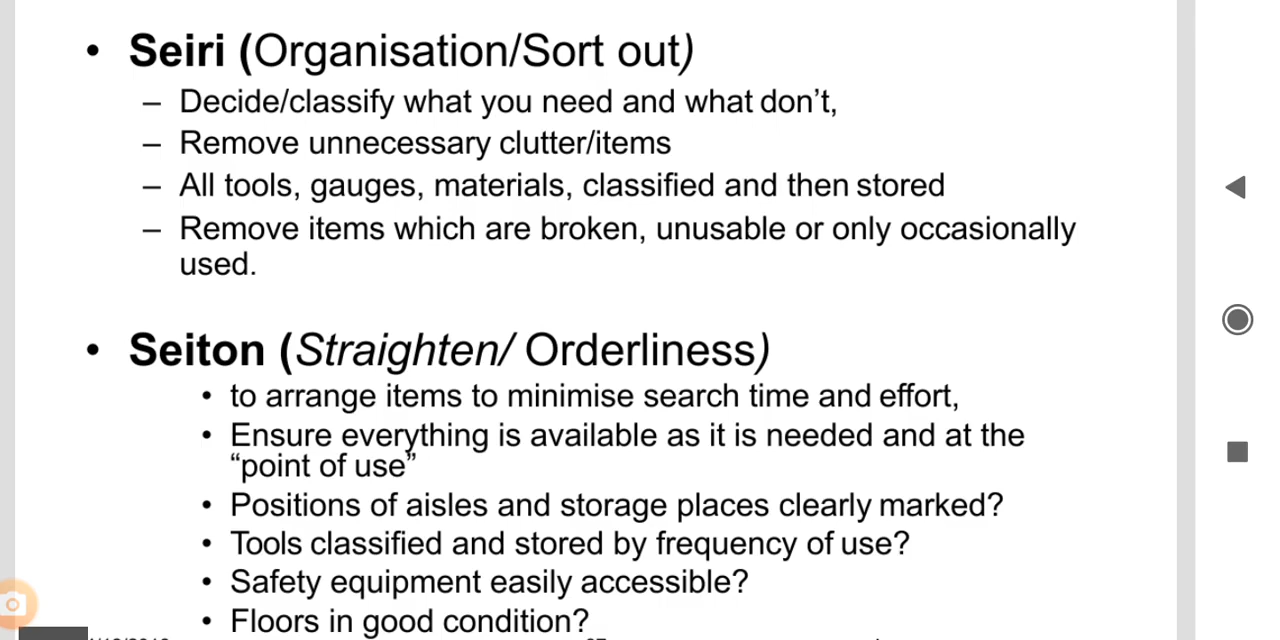 • Seiri (Organisation/Sort out)
– Decide/classify what you need and what don't,
– Remove unnecessary clutter/items
– All tools, gauges, materials, classified and then stored
– Remove items which are broken, unusable or only occasionally
used.
• Seiton (Straighten/ Orderliness)
• to arrange items to minimise search time and effort,
• Ensure everything is available as it is needed and at the
“point of use”
• Positions of aisles and storage places clearly marked?
• Tools classified and stored by frequency of use?
• Safety equipment easily accessible?
• Floors in good condition?